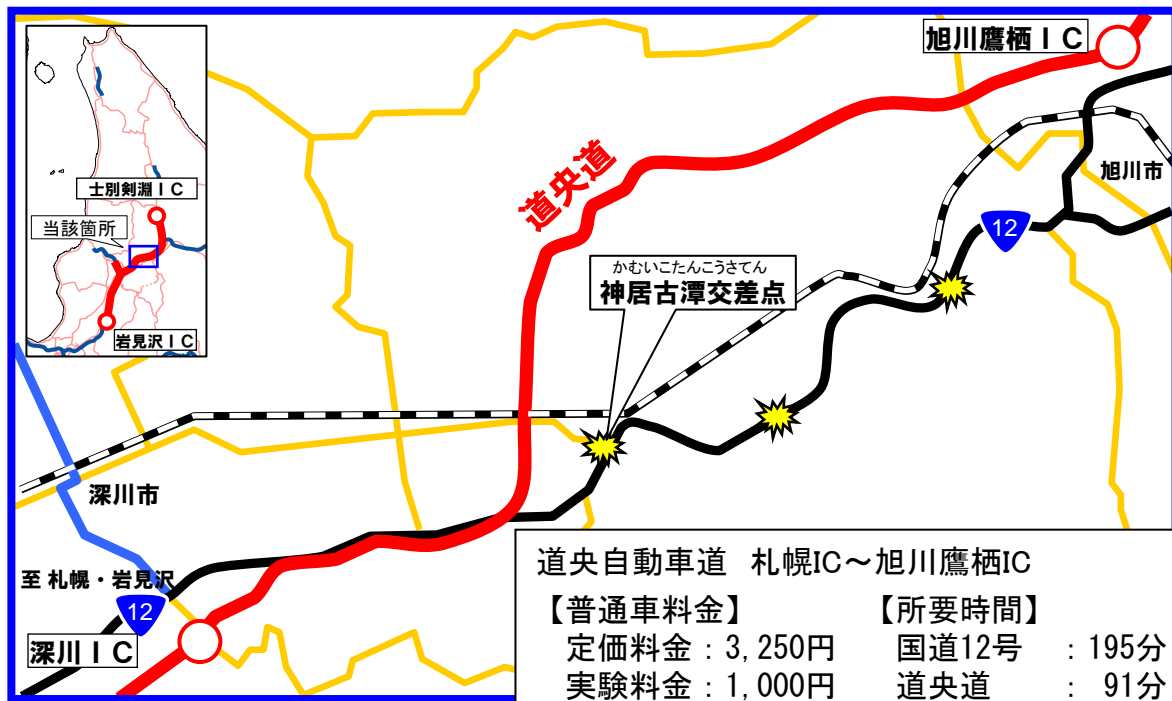 旭川鷹栖ＩＣ
士別剣淵ＩＣ
道央道
旭川市
当該箇所
12
かむいこたんこうさてん
神居古潭交差点
岩見沢ＩＣ
深川市
至 札幌・岩見沢
12
深川ＩＣ
道央自動車道 札幌IC～旭川鷹栖IC
【普通車料金】 【所要時間】
定価料金：3,250円 国道12号 ：195分
実験料金：1,000円 道央道 ： 91分